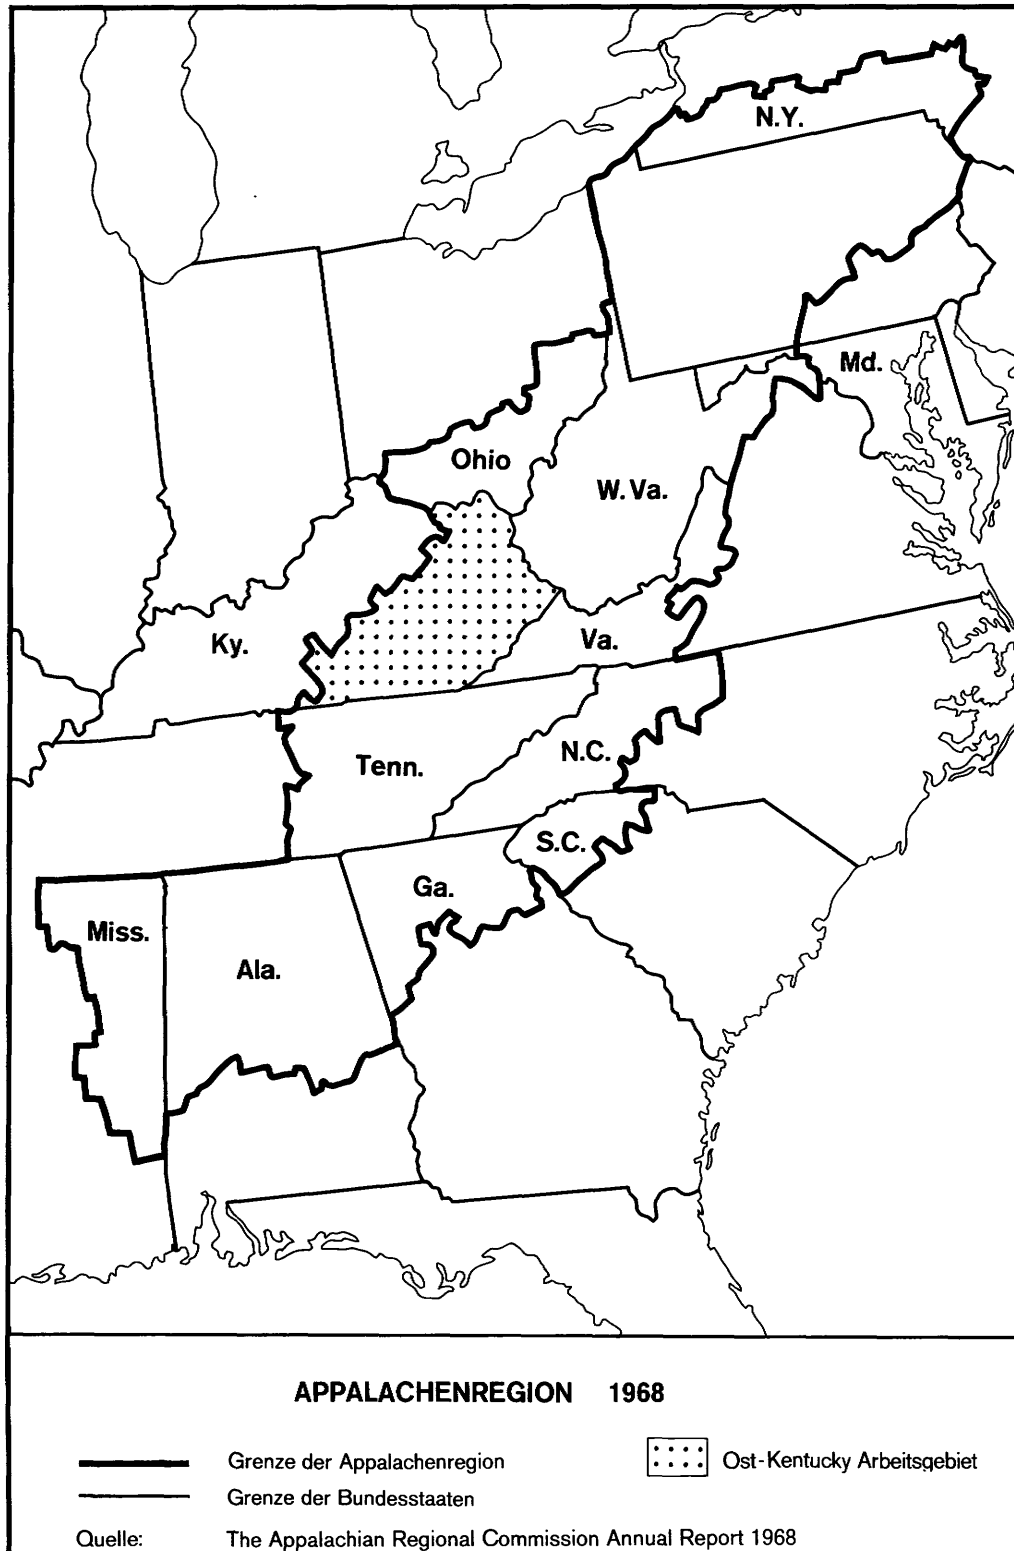 N.Y.
Md.
Ohio
W.Va.
Ky.
Va.
Tenn.
N.C.
S.C.
Ga.
Miss.
Ala.
APPALACHENREGION 1968
Grenze der Appalachenregion
Ost-Kentucky Arbeitsgebiet
Grenze der Bundesstaaten
Quelle: The Appalachian Regional Commission Annual Report 1968